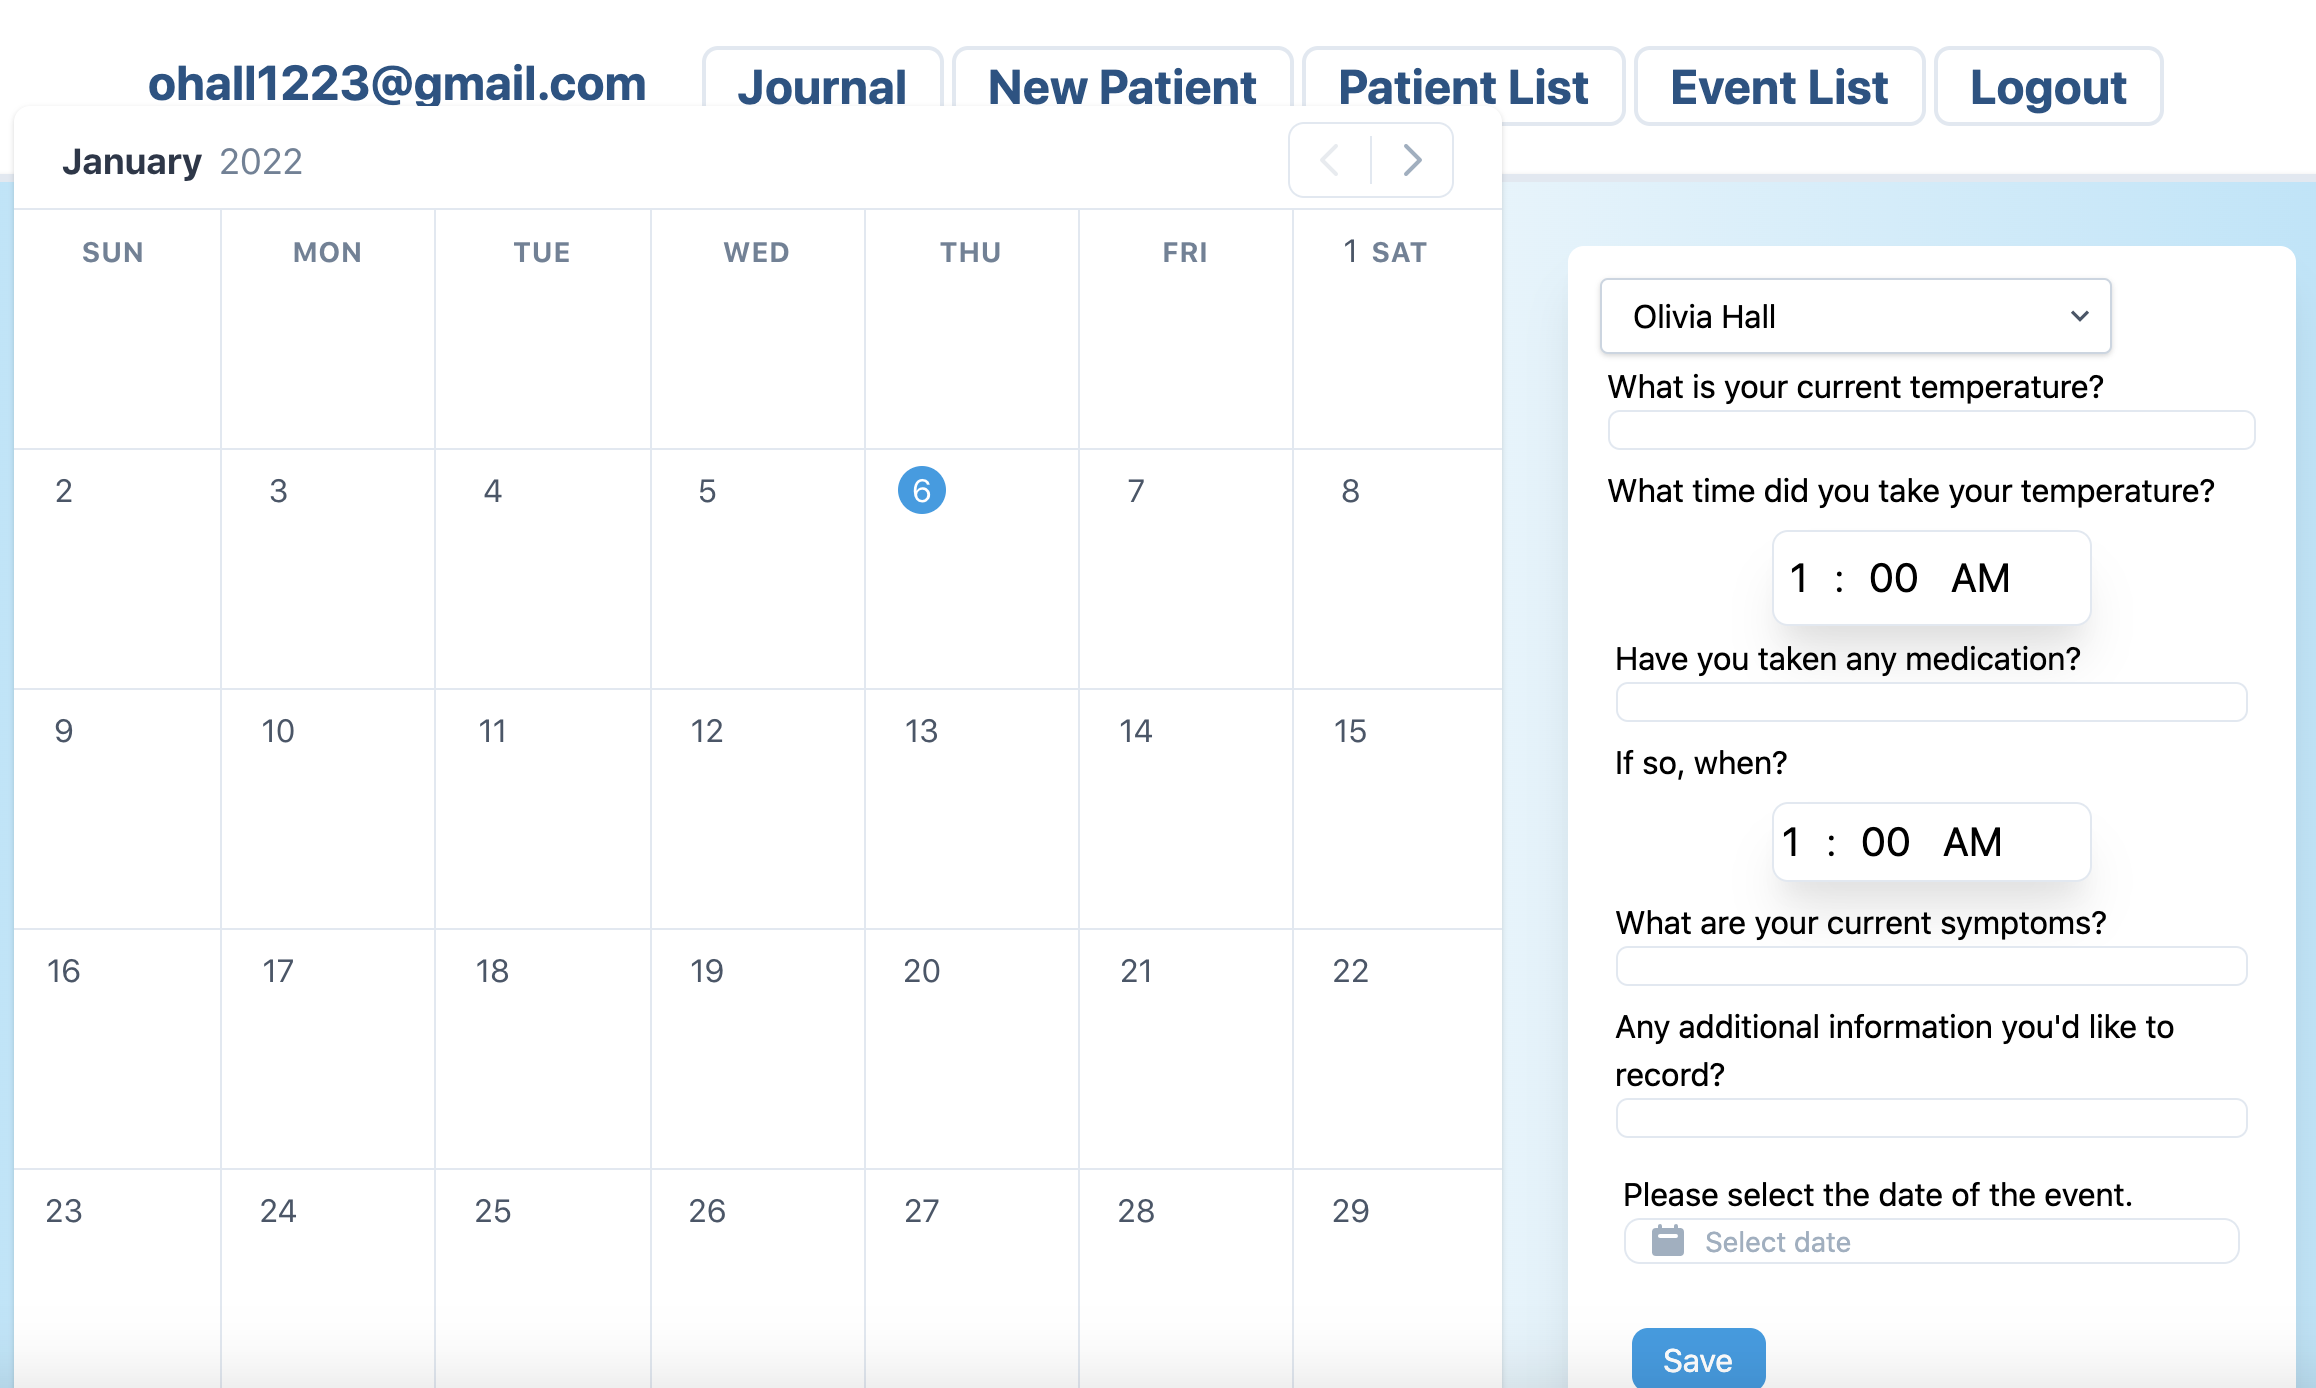 ohall1223@gmail.com Journal New Patient Patient List Event List Logout
January 2022
SUN MON TUE WED THU FRI 1 SAT
2 3 4 5 6 7 8
9 10 11 12 13 14 15
16 17 18 19 20 21 22
23 24 25 26 27 28 29
Olivia Hall
What is your current temperature?
What time did you take your temperature?
1 : 00 AM
Have you taken any medication?
If so, when?
1 : 00 AM
What are your current symptoms?
Any additional information you'd like to
record?
Please select the date of the event.
Select date
Save